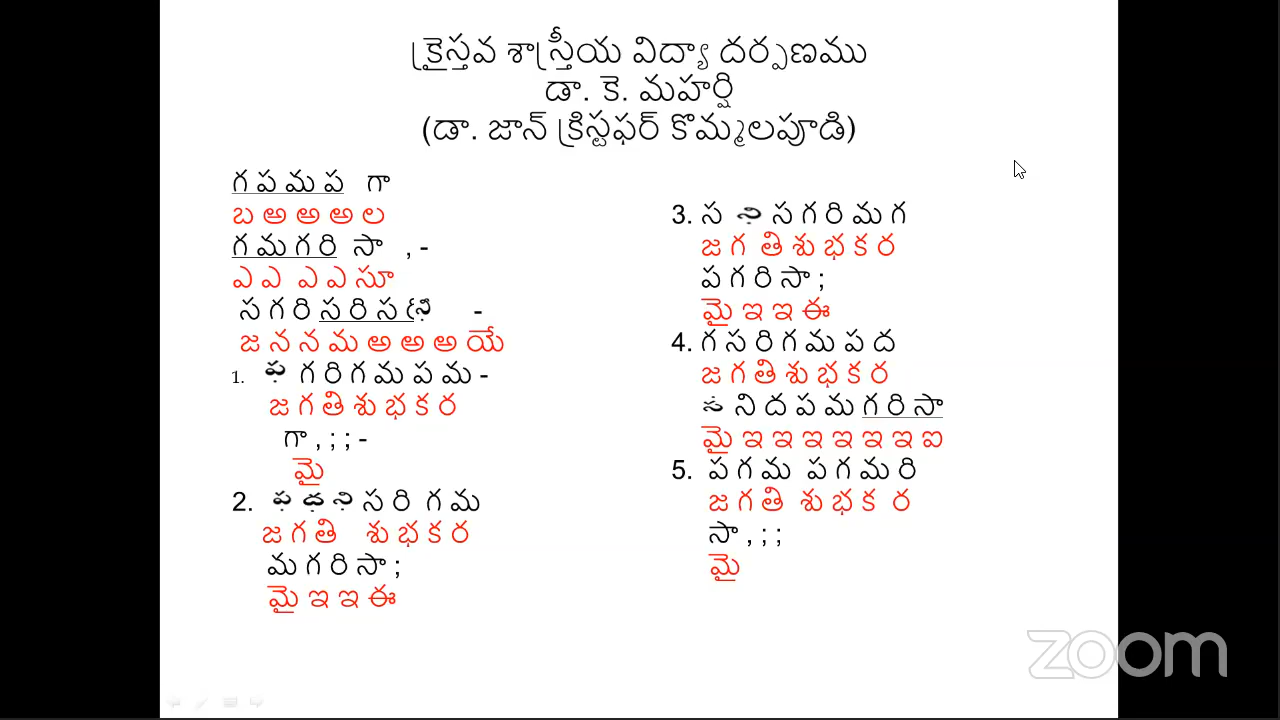 క్రైస్తవ శాస్త్రీయ విద్యా దర్పణము
డా. కె. మహర్షి
(డా. జాన్ క్రిస్టఫర్ కొమ్మలపూడి)
గ ప మ ప గా
బ అ అ అ ల
గ మ గ రి సా , -
ఎ ఎ ఎ ఎ సూ
స గ రి స రి స ని -
జ న న మ అ అ అ యే
1. ప గ రి గ మ ప మ -
జ గ తి శు భ క ర
గా , ; ; -
మై
2. ప ద ని స రి గ మ
జ గ తి శు భ క ర
మ గ రి సా ;
మై ఇ ఇ ఈ
3. స ని స గ రి మ గ
జ గ తి శు భ క ర
ప గ రి సా ;
మై ఇ ఇ ఈ
4. గ స రి గ మ ప ద
జ గ తి శు భ క ర
స ని ద ప మ గ రి సా
మై ఇ ఇ ఇ ఇ ఇ ఇ ఐ
5. ప గ మ ప గ మ రి
జ గ తి శు భ క ర
సా , ; ;
మై
zoom